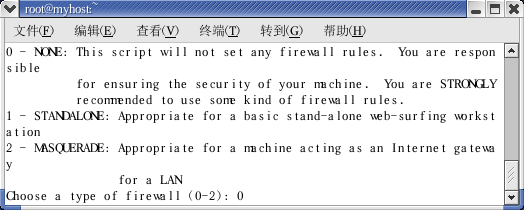 root@myhost:~
文件(F) 编辑(E) 查看(V) 终端(T) 转到(G) 帮助(H)
0 - NONE: This script will not set any firewall rules.  You are respon
sible
for ensuring the security of your machine.  You are STRONGLY
recommended to use some kind of firewall rules.
1 - STANDALONE: Appropriate for a basic stand-alone web-surfing workst
ation
2 - MASQUERADE: Appropriate for a machine acting as an Internet gatewa
y
for a LAN
Choose a type of firewall (0-2): 0